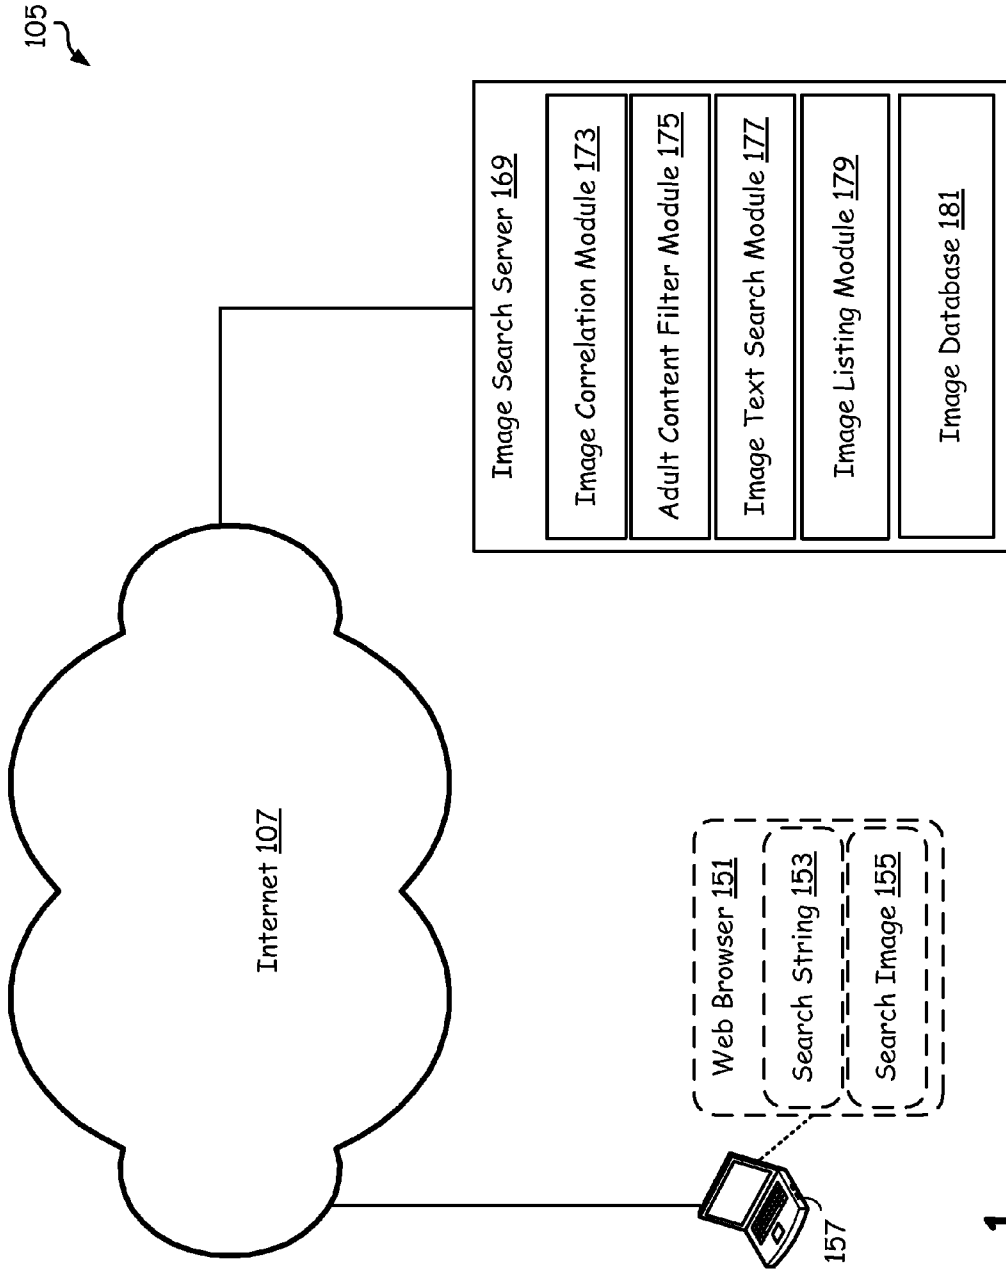 105
Internet 107
Image Search Server 169
Image Correlation Module 173
Adult Content Filter Module 175
Image Text Search Module 177
Image Listing Module 179
Image Database 181
Web Browser 151
Search String 153
Search Image 155
157
1